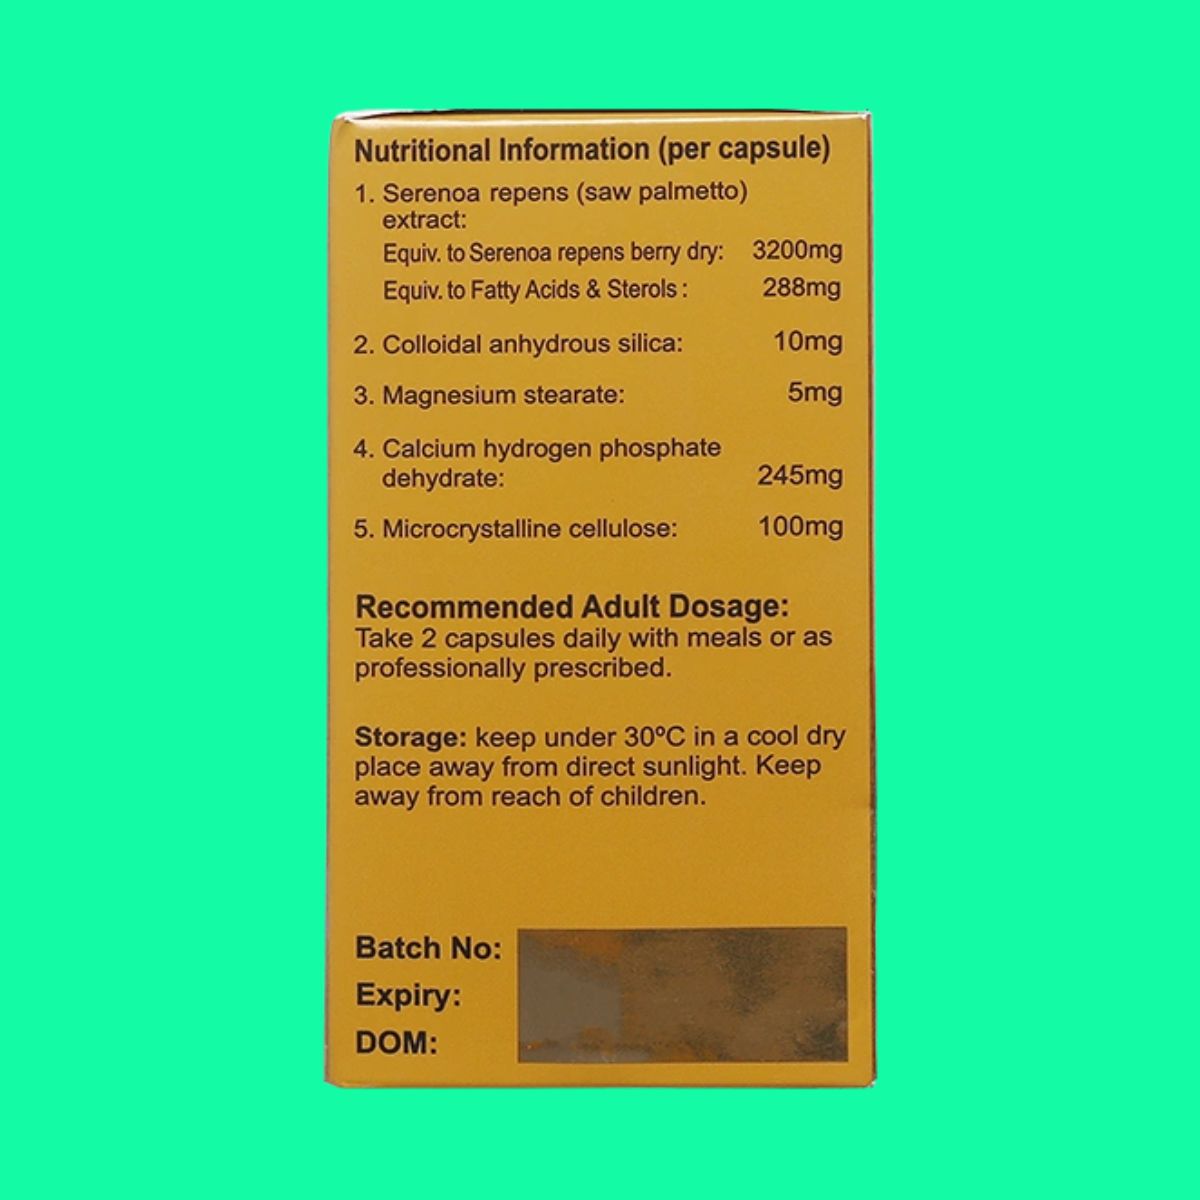 Nutritional Information (per capsule)
1. Serenoa repens (saw palmetto)
extract:
Equiv. to Serenoa repens berry dry: 3200mg
Equiv. to Fatty Acids & Sterols : 288mg
2. Colloidal anhydrous silica: 10mg
3. Magnesium stearate: 5mg
4. Calcium hydrogen phosphate
dehydrate: 245mg
5. Microcrystalline cellulose: 100mg
Recommended Adult Dosage:
Take 2 capsules daily with meals or as
professionally prescribed.
Storage: keep under 30ºC in a cool dry
place away from direct sunlight. Keep
away from reach of children.
Batch No:
Expiry:
DOM: